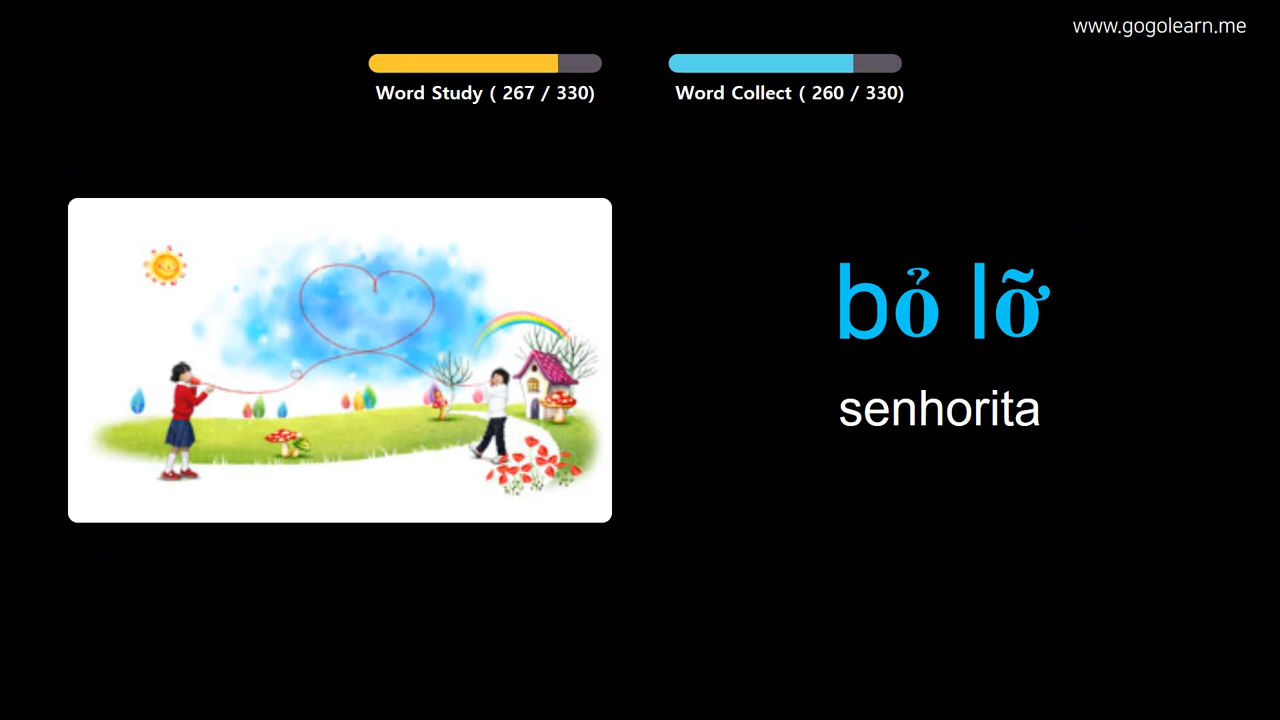 www.gogolearn.me
Word Study ( 267 / 330)
Word Collect ( 260 / 330)
bỏ lỡ
senhorita